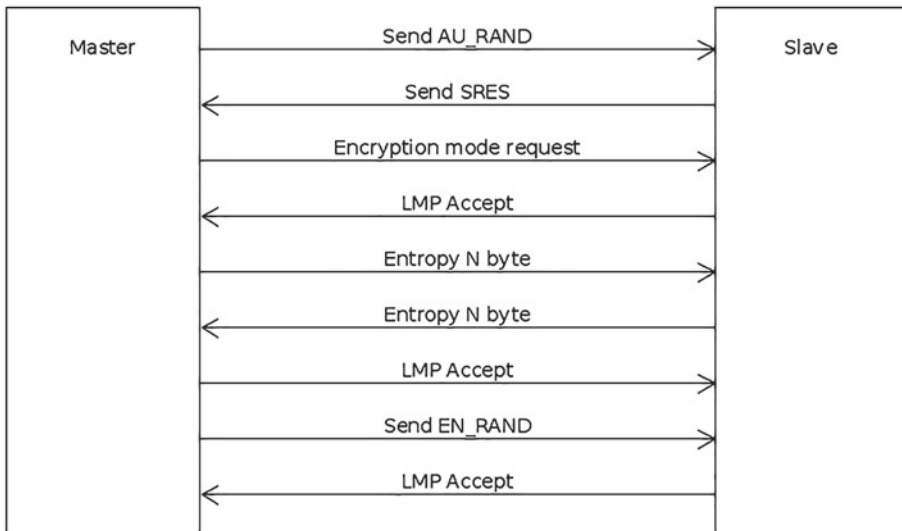 Master
Slave
Send AU_RAND
Send SRES
Encryption mode request
LMP Accept
Entropy N byte
Entropy N byte
LMP Accept
Send EN_RAND
LMP Accept